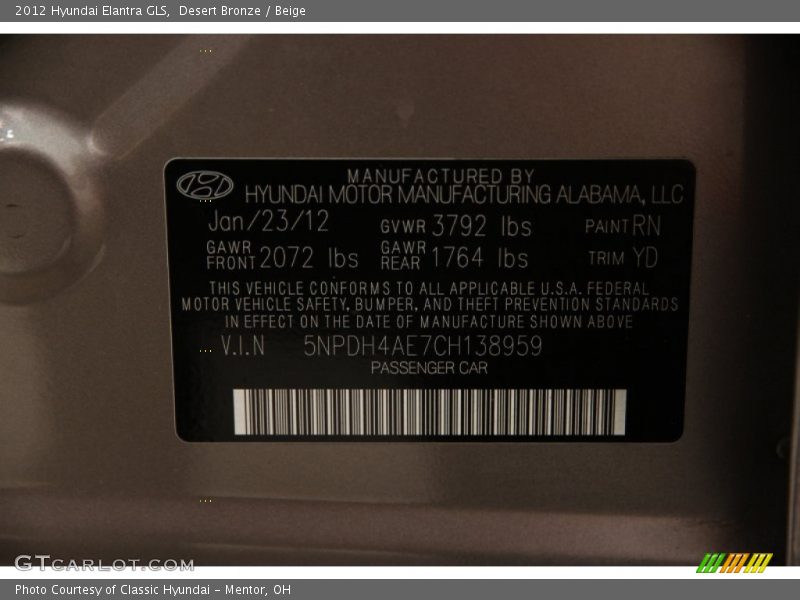 2012 Hyundai Elantra GLS, Desert Bronze / Beige
MANUFACTURED BY
HYUNDAI MOTOR MANUFACTURING ALABAMA, LLC
Jan/23/12 GVWR 3792 lbs PAINT RN
GAWR FRONT 2072 lbs GAWR REAR 1764 lbs TRIM YD
THIS VEHICLE CONFORMS TO ALL APPLICABLE U.S.A. FEDERAL
MOTOR VEHICLE SAFETY, BUMPER, AND THEFT PREVENTION STANDARDS
IN EFFECT ON THE DATE OF MANUFACTURE SHOWN ABOVE
V.I.N 5NPDH4AE7CH138959
PASSENGER CAR
GTCARLOT.COM
Photo Courtesy of Classic Hyundai - Mentor, OH